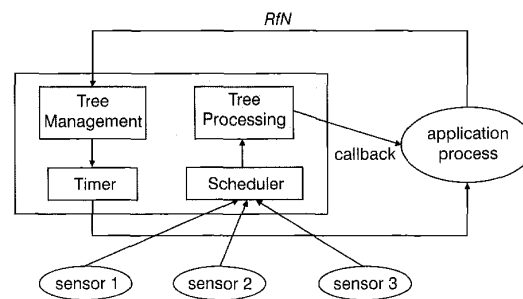 RfN
Tree
Management
Tree
Processing
application
process
callback
Timer
Scheduler
sensor 1
sensor 2
sensor 3